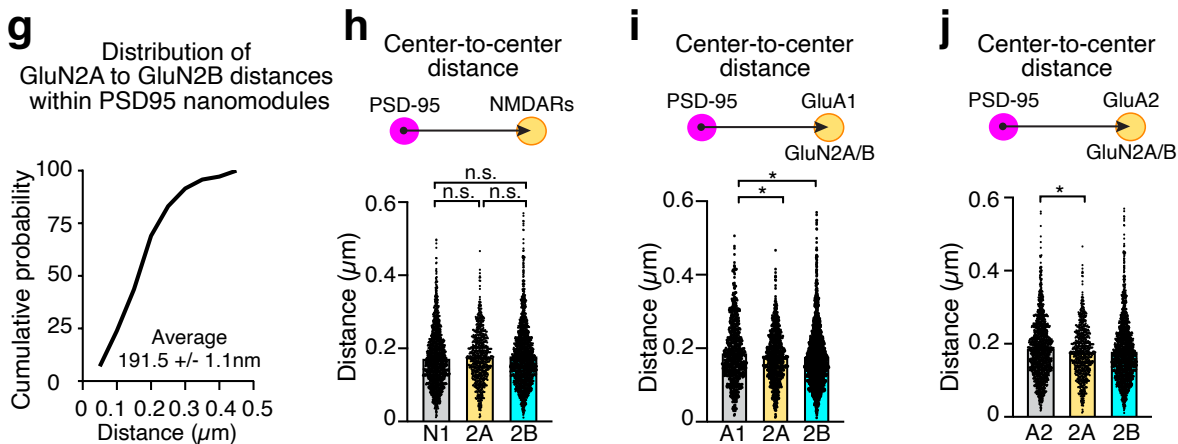 g
Distribution of
GluN2A to GluN2B distances
within PSD95 nanomodules
Cumulative probability
100
75
50
25
0
Average
191.5 +/- 1.1nm
0.1 0.2 0.3 0.4 0.5
Distance (µm)
h
Center-to-center
distance
PSD-95 NMDARs
n.s.
n.s. n.s.
Distance (µm)
0.6
0.4
0.2
0
N1 2A 2B
i
Center-to-center
distance
PSD-95 GluA1
GluN2A/B
*
*
Distance (µm)
0.6
0.4
0.2
0
A1 2A 2B
j
Center-to-center
distance
PSD-95 GluA2
GluN2A/B
*
Distance (µm)
0.6
0.4
0.2
0
A2 2A 2B